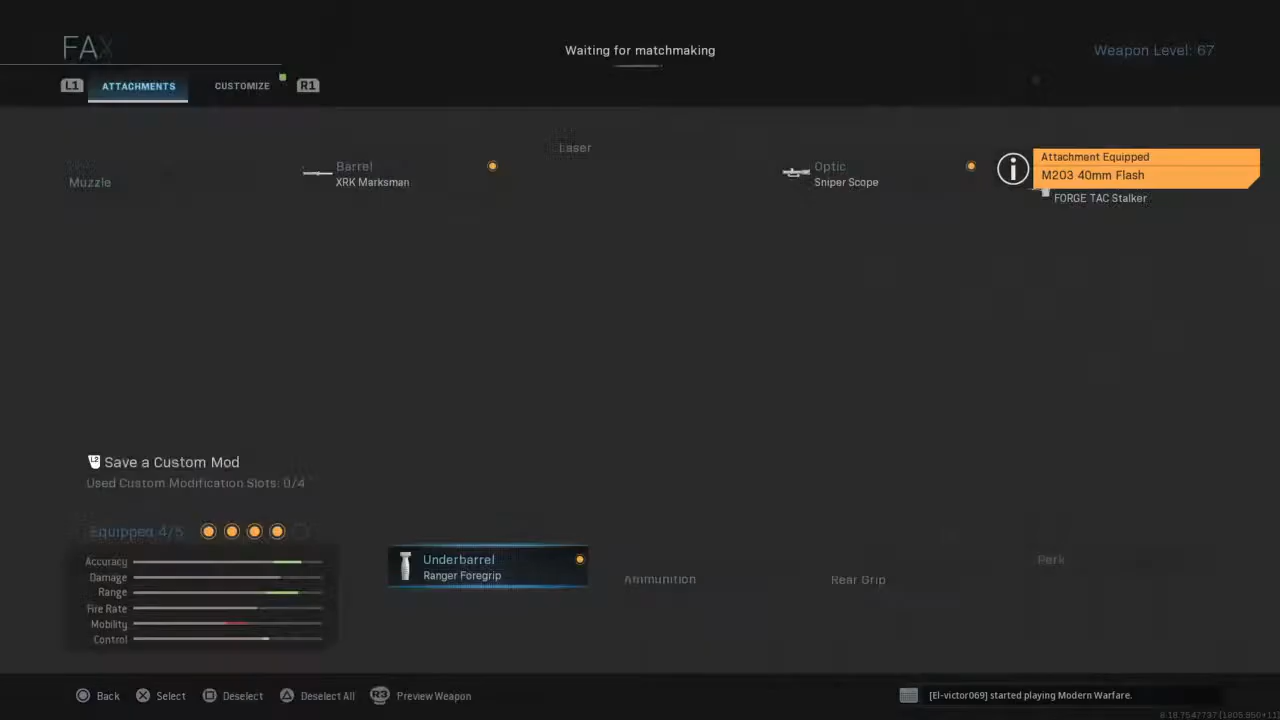 FAX
Waiting for matchmaking
Weapon Level: 67
L1
ATTACHMENTS
CUSTOMIZE
R1
Muzzle
Barrel
XRK Marksman
Laser
Optic
Sniper Scope
Attachment Equipped
M203 40mm Flash
FORGE TAC Stalker
L2 Save a Custom Mod
Used Custom Modification Slots: 0/4
Equipped 4/5
Accuracy
Damage
Range
Fire Rate
Mobility
Control
Underbarrel
Ranger Foregrip
Ammunition
Rear Grip
Perk
Back
Select
Deselect
Deselect All
R3 Preview Weapon
[El-victor069] started playing Modern Warfare.